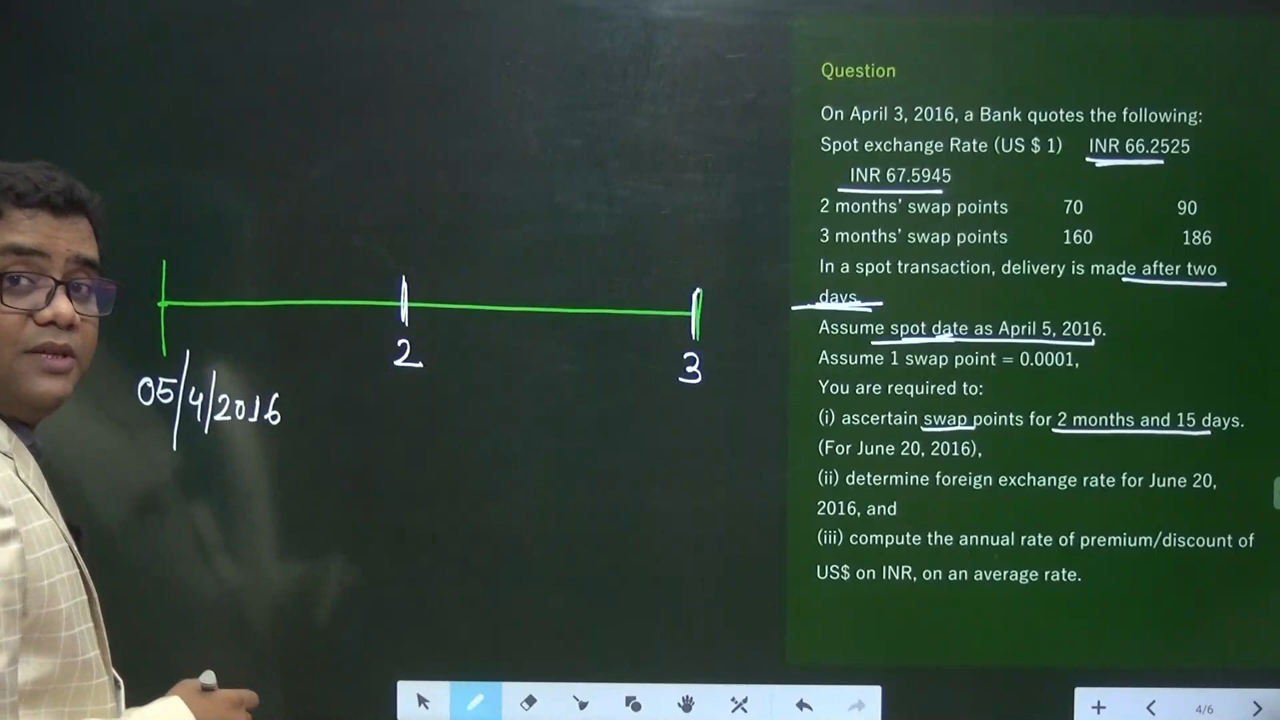 05/4/2016
2
3
Question
On April 3, 2016, a Bank quotes the following:
Spot exchange Rate (US $ 1) INR 66.2525
INR 67.5945
2 months' swap points 70 90
3 months' swap points 160 186
In a spot transaction, delivery is made after two
days.
Assume spot date as April 5, 2016.
Assume 1 swap point = 0.0001,
You are required to:
(i) ascertain swap points for 2 months and 15 days.
(For June 20, 2016),
(ii) determine foreign exchange rate for June 20,
2016, and
(iii) compute the annual rate of premium/discount of
US$ on INR, on an average rate.
4/6